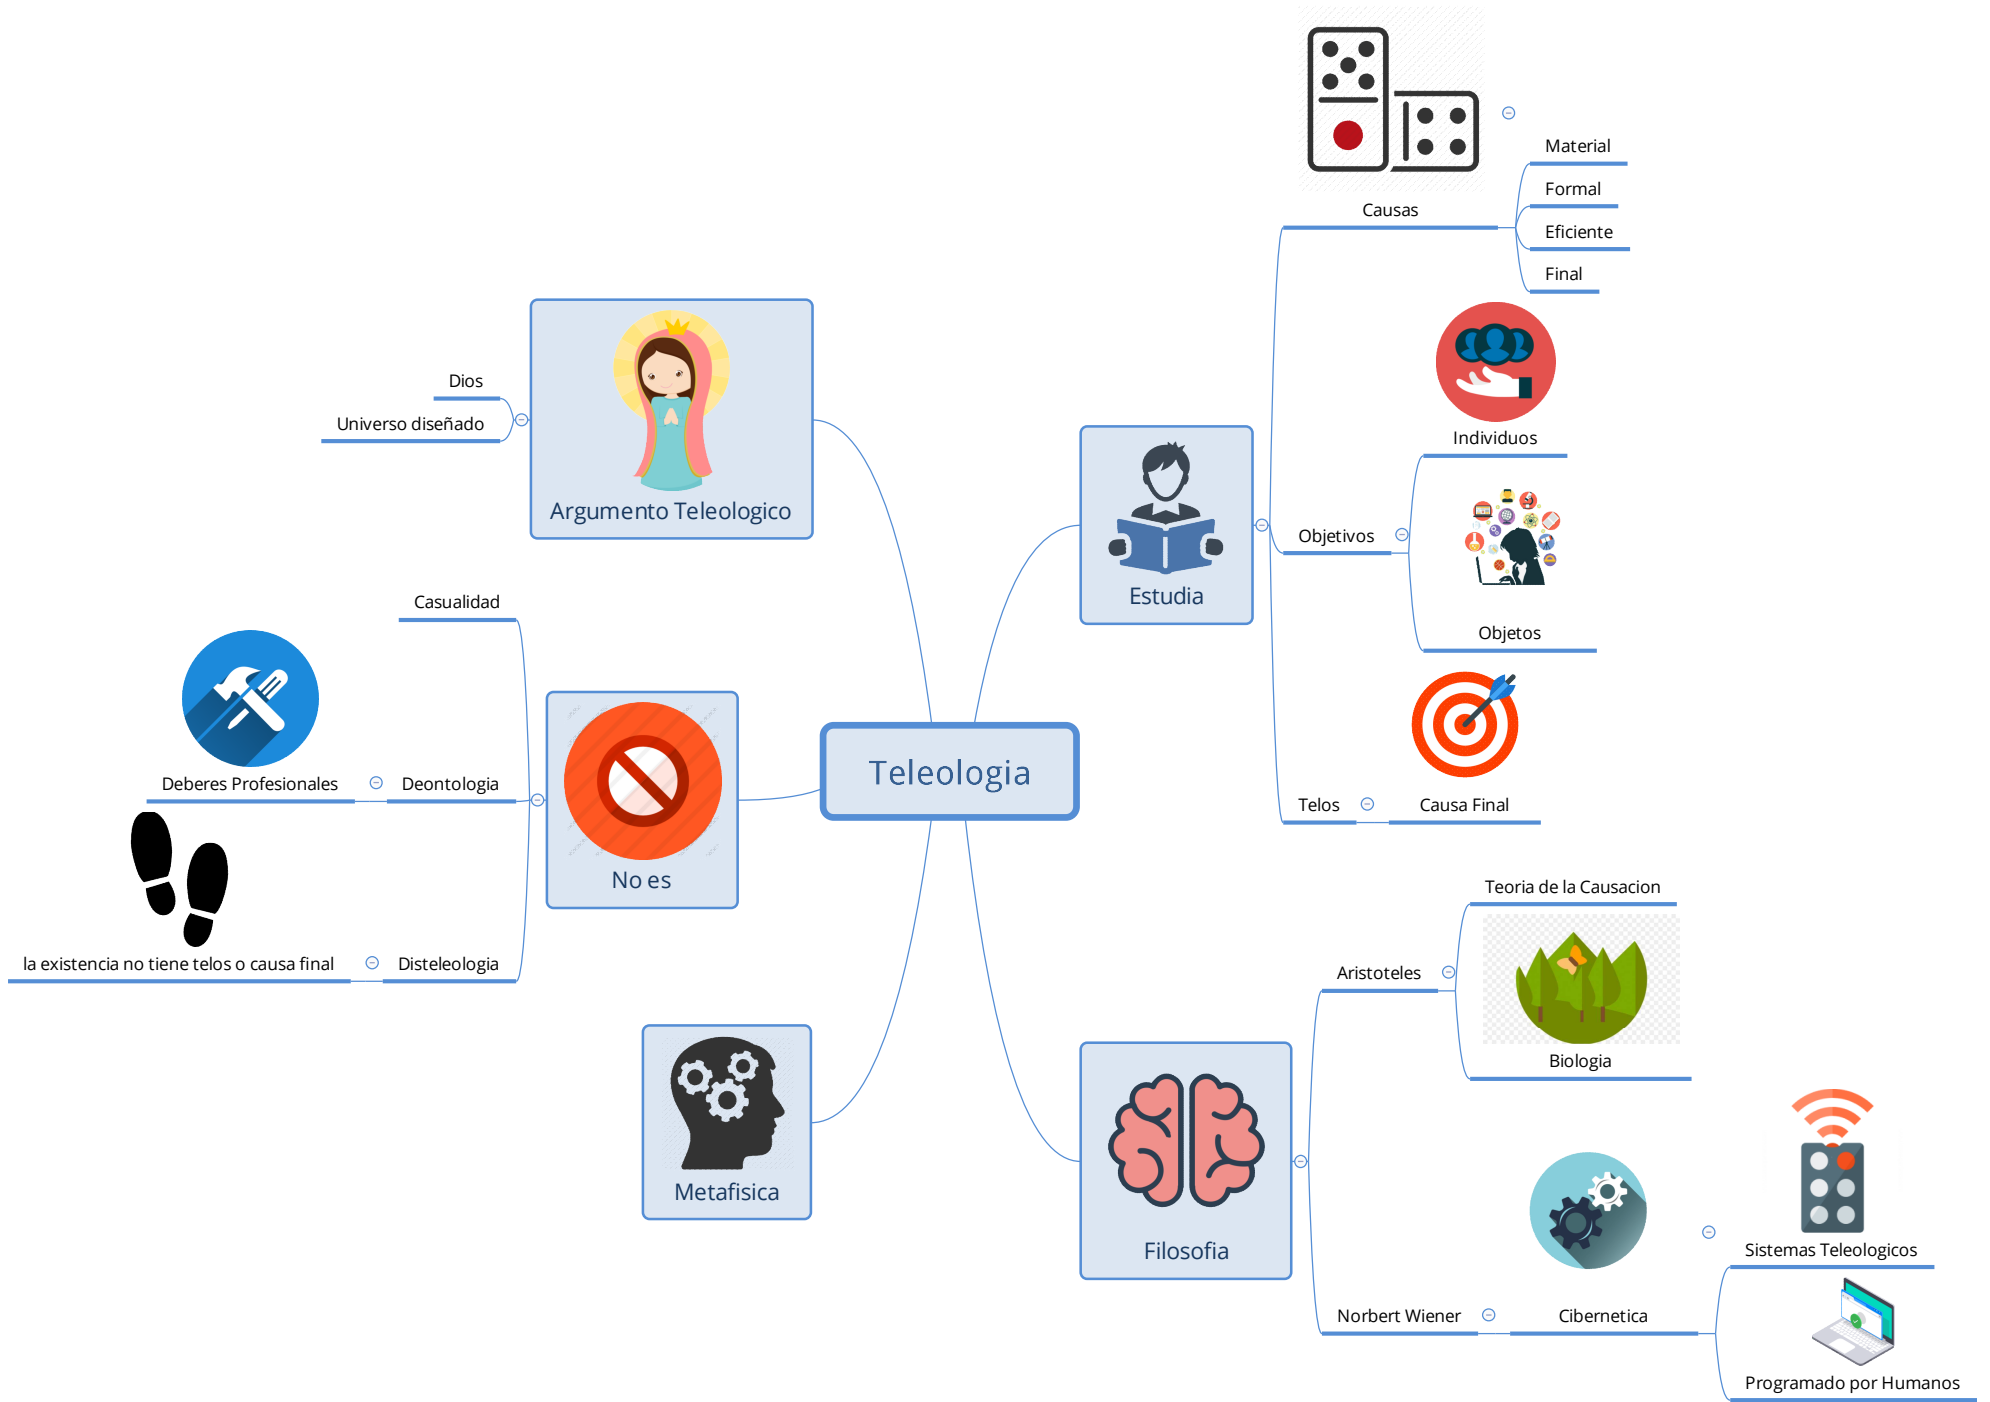 Teleologia
Estudia
Causas
Material
Formal
Eficiente
Final
Objetivos
Individuos
Objetos
Telos
Causa Final
Filosofia
Aristoteles
Teoria de la Causacion
Biologia
Norbert Wiener
Cibernetica
Sistemas Teleologicos
Programado por Humanos
Argumento Teleologico
Dios
Universo diseñado
No es
Casualidad
Deontologia
Deberes Profesionales
Disteleologia
la existencia no tiene telos o causa final
Metafisica